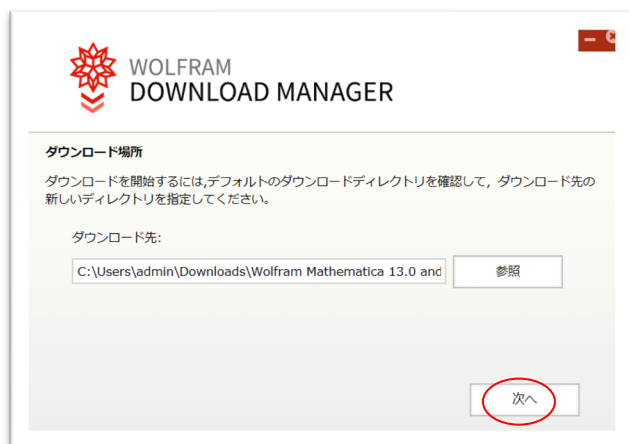 WOLFRAM
DOWNLOAD MANAGER
ダウンロード場所
ダウンロードを開始するには,デフォルトのダウンロードディレクトリを確認して，ダウンロード先の
新しいディレクトリを指定してください。
ダウンロード先:
C:\Users\admin\Downloads\Wolfram Mathematica 13.0 and
参照
次へ